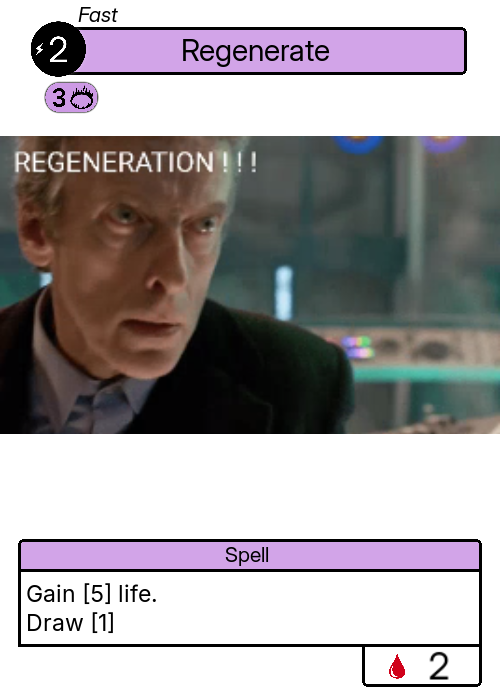 Fast
2
Regenerate
3
REGENERATION ! ! !
Spell
Gain [5] life.
Draw [1]
2